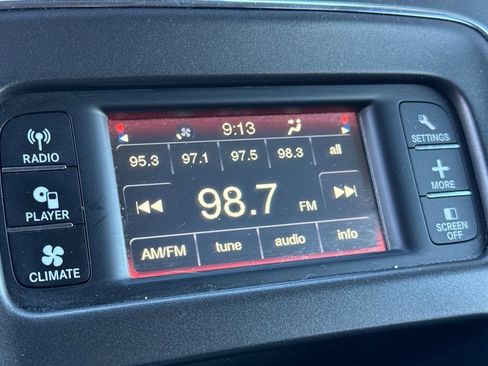 RADIO
PLAYER
CLIMATE
9:13
95.3 97.1 97.5 98.3 all
98.7 FM
AM/FM tune audio info
SETTINGS
MORE
SCREEN
OFF